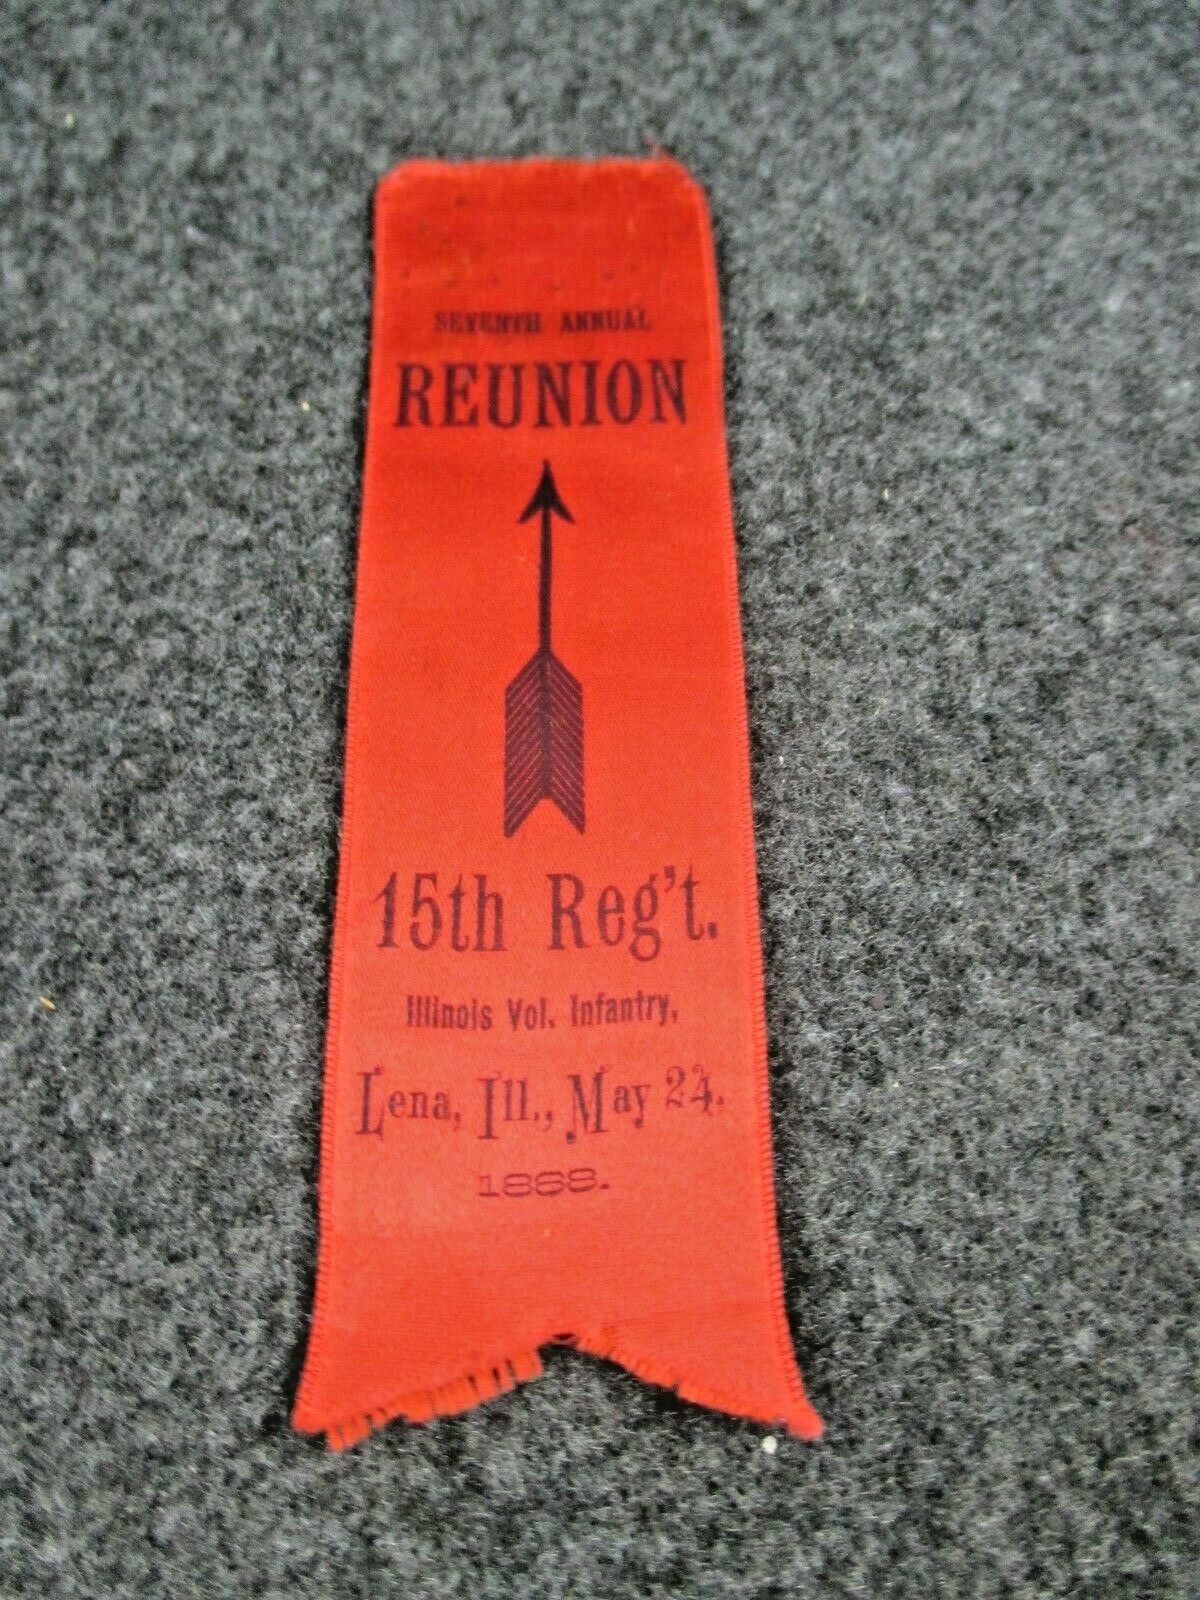 SEVENTH ANNUAL
REUNION
15th Reg't.
Illinois Vol. Infantry,
Lena, Ill., May 24.
1888.